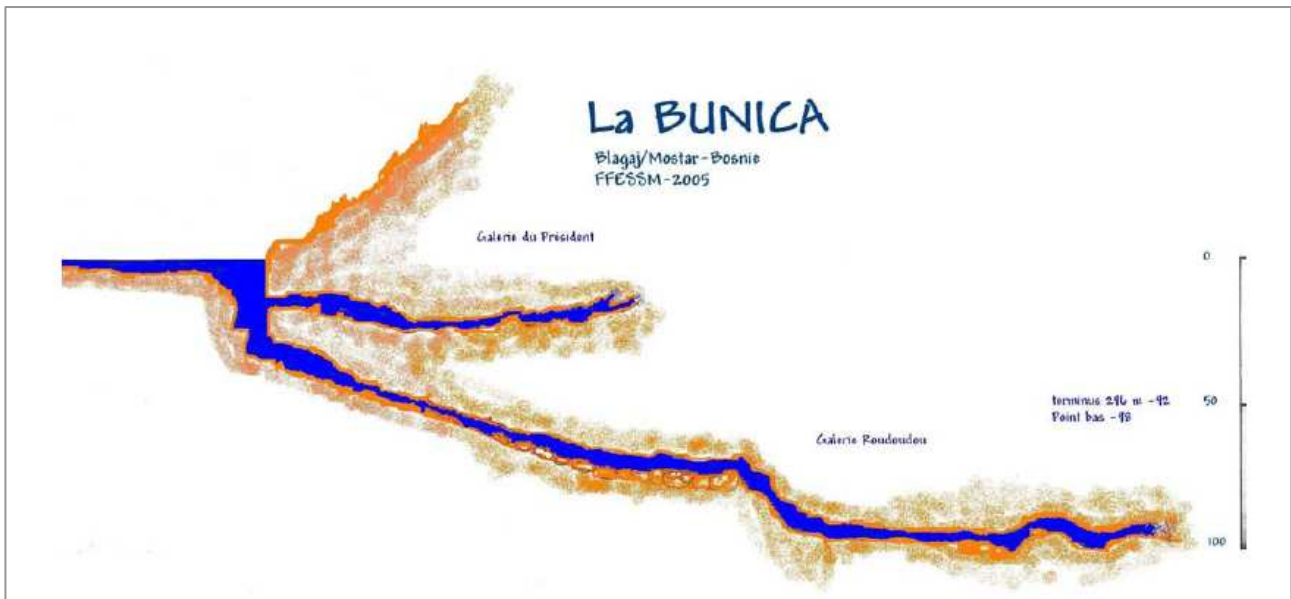 La BUNICA
Blagaj/Mostar-Bosnie
FFESSM-2005
Galerie du Président
0
terminus 296 m -92
Point bas -98
50
Galerie Roudoudou
100